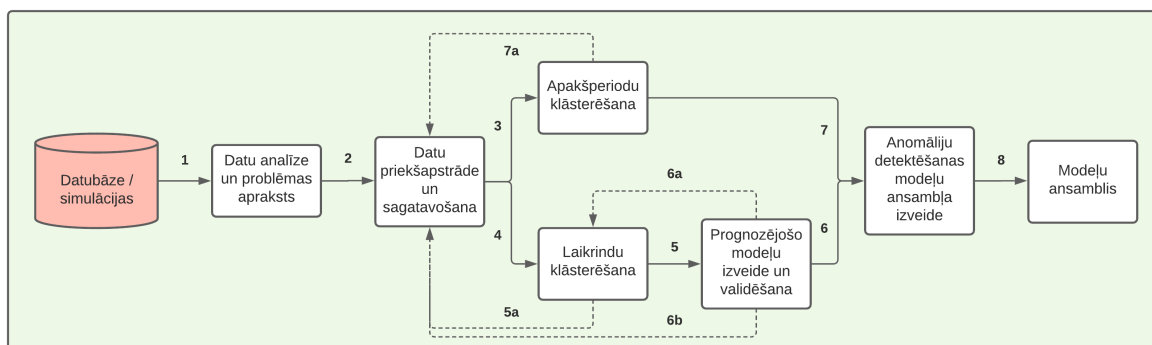 7a
Apakšperiodu
klāsterēšana
3
7
1
2
Datubāze /
simulācijas
Datu analīze
un problēmas
apraksts
Datu
priekšapstrāde
un
sagatavošana
Anomāliju
detektēšanas
modeļu
ansambļa
izveide
8
Modeļu
ansamblis
6a
4
Laikrindu
klāsterēšana
5
Prognozējošo
modeļu
izveide un
validēšana
6
5a
6b